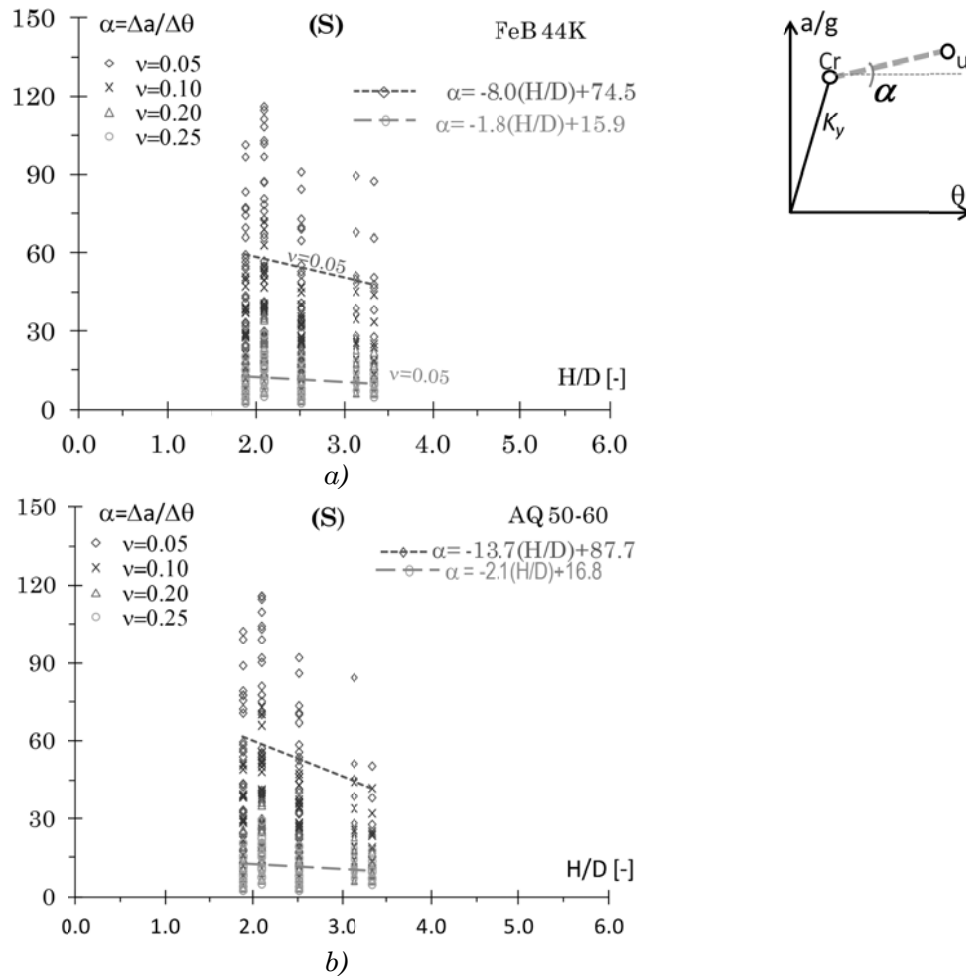 150
120
90
60
30
0
α=Δa/Δθ
ν=0.05
ν=0.10
ν=0.20
ν=0.25
(S)
FeB 44K
α= -8.0(H/D)+74.5
α= -1.8(H/D)+15.9
ν=0.05
ν=0.05
H/D [-]
0.0 1.0 2.0 3.0 4.0 5.0 6.0
a)
a/g
Cr
u
α
Ky
θ
150
120
90
60
30
0
α=Δa/Δθ
ν=0.05
ν=0.10
ν=0.20
ν=0.25
(S)
AQ 50-60
α= -13.7(H/D)+87.7
α = -2.1(H/D)+16.8
H/D [-]
0.0 1.0 2.0 3.0 4.0 5.0 6.0
b)